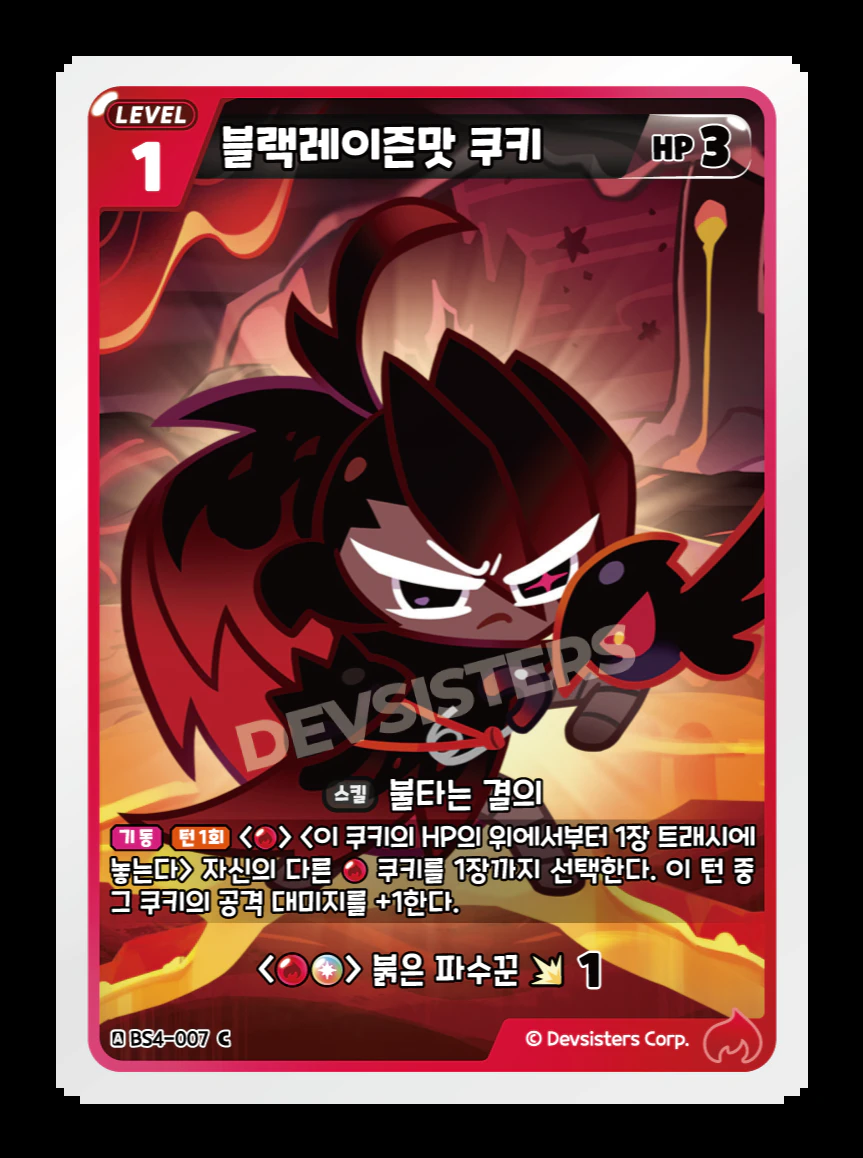 LEVEL
1
블랙레이즌맛 쿠키
HP 3
DEVSISTERS
스킬 불타는 결의
기동 턴1회 〈 〉 〈이 쿠키의 HP의 위에서부터 1장 트래시에
놓는다〉 자신의 다른 쿠키를 1장까지 선택한다. 이 턴 중
그 쿠키의 공격 대미지를 +1한다.
〈 〉 붉은 파수꾼 1
A BS4-007 C
© Devsisters Corp.